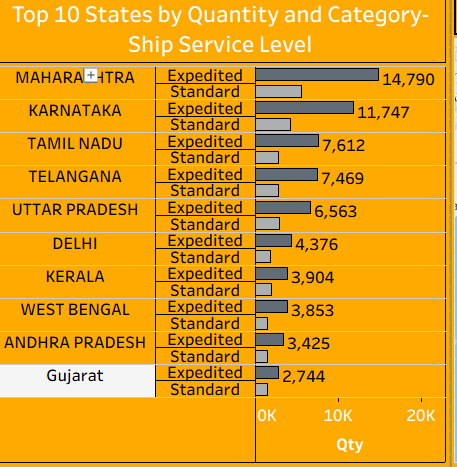 Top 10 States by Quantity and Category-
Ship Service Level
MAHARA HTRA Expedited 14,790
Standard
KARNATAKA Expedited 11,747
Standard
TAMIL NADU Expedited 7,612
Standard
TELANGANA Expedited 7,469
Standard
UTTAR PRADESH Expedited 6,563
Standard
DELHI Expedited 4,376
Standard
KERALA Expedited 3,904
Standard
WEST BENGAL Expedited 3,853
Standard
ANDHRA PRADESH Expedited 3,425
Standard
Gujarat Expedited 2,744
Standard
0K 10K 20K
Qty